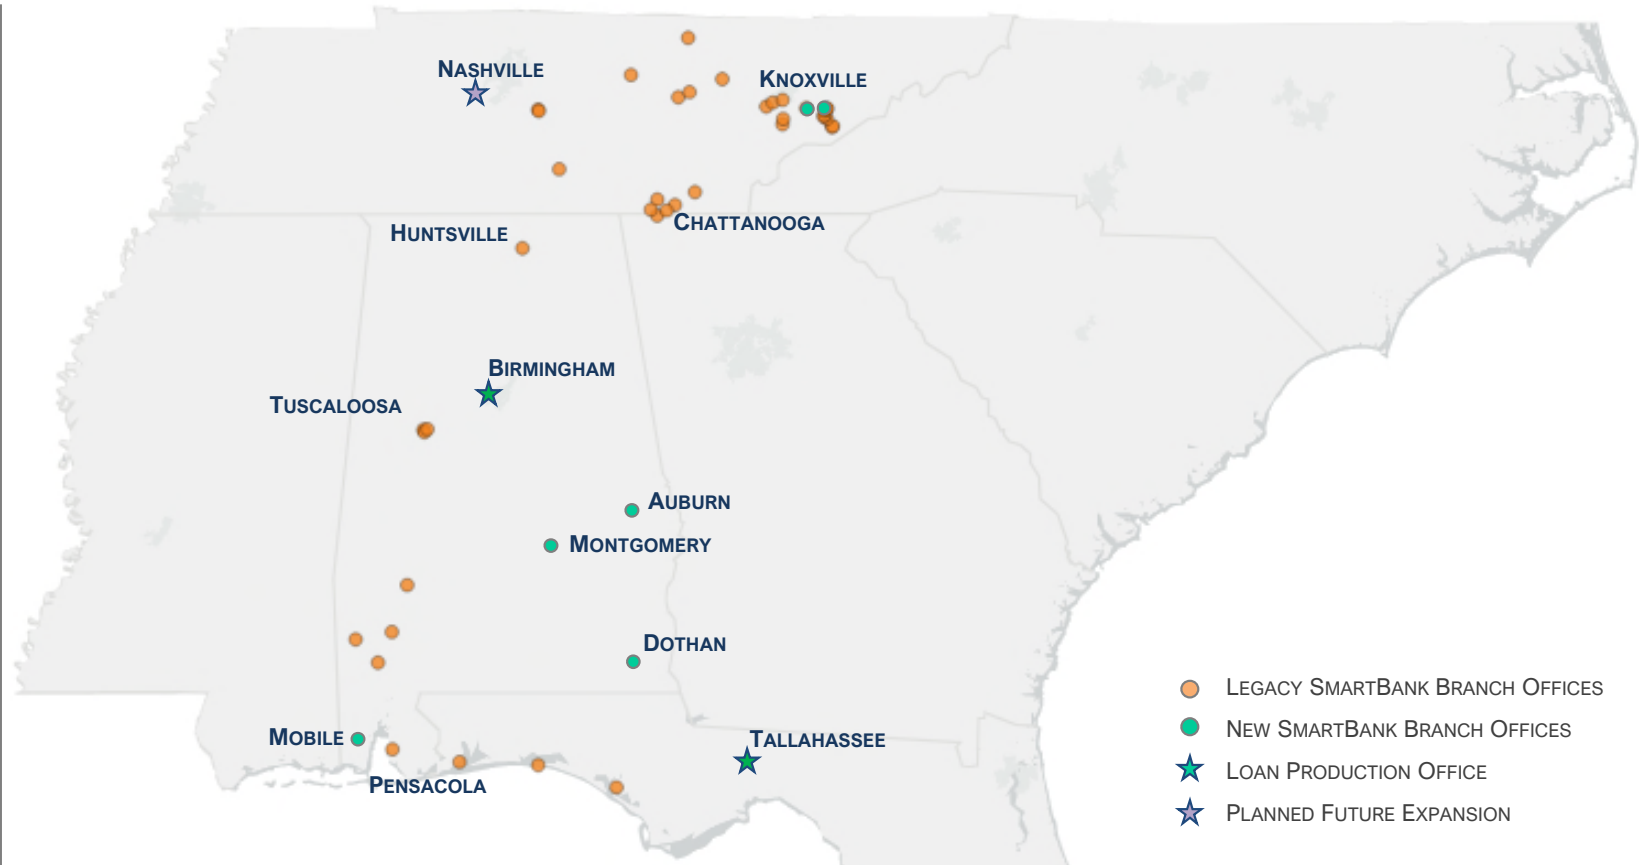 NASHVILLE
KNOXVILLE
CHATTANOOGA
HUNTSVILLE
BIRMINGHAM
TUSCALOOSA
AUBURN
MONTGOMERY
DOTHAN
MOBILE
TALLAHASSEE
PENSACOLA
LEGACY SMARTBANK BRANCH OFFICES
NEW SMARTBANK BRANCH OFFICES
LOAN PRODUCTION OFFICE
PLANNED FUTURE EXPANSION